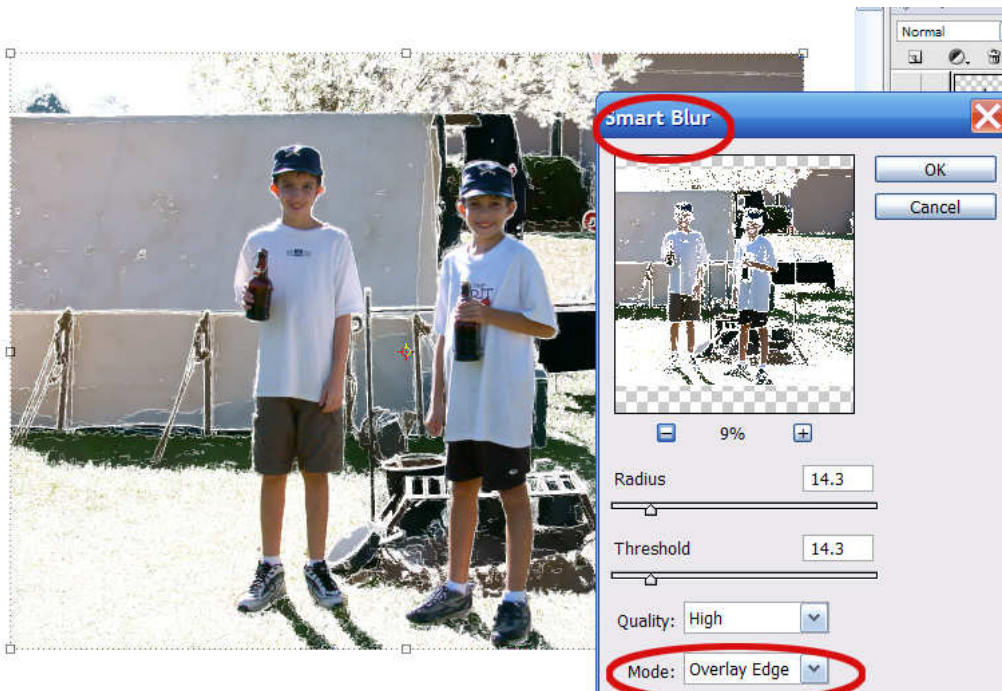 Normal
Smart Blur
OK
Cancel
9%
Radius 14.3
Threshold 14.3
Quality: High
Mode: Overlay Edge